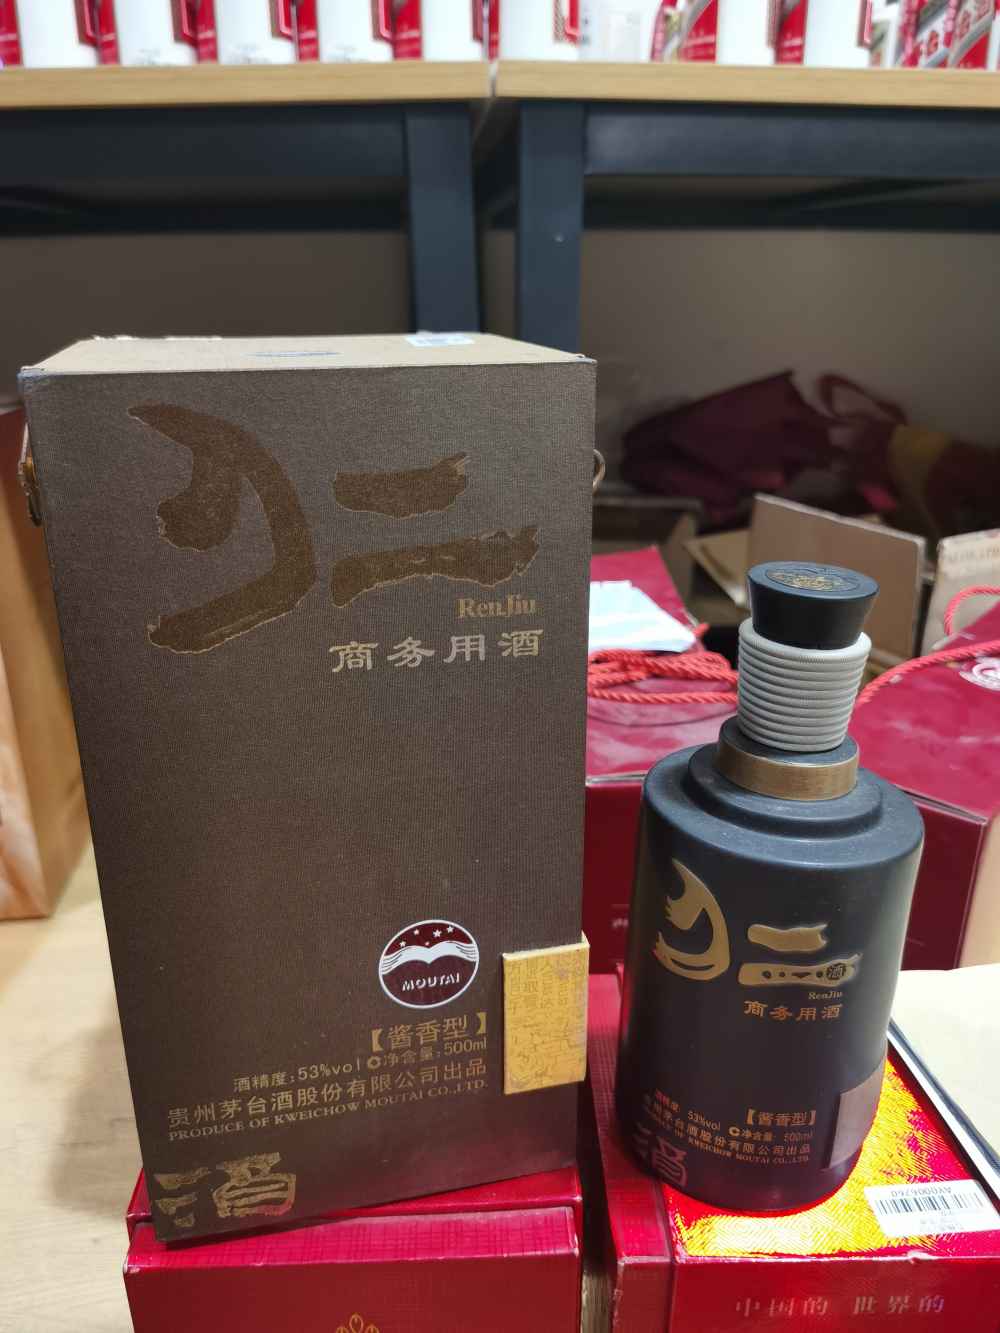 仁
RenJiu
商务用酒
MOUTAI
【酱香型】
酒精度:53%vol 净含量:500ml
贵州茅台酒股份有限公司出品
PRODUCE OF KWEICHOW MOUTAI CO.,LTD.
酒
仁
酒
RenJiu
商务用酒
【酱香型】
酒精度: 53%vol 净含量: 500ml
贵州茅台酒股份有限公司出品
PRODUCE OF KWEICHOW MOUTAI CO.,LTD.
酒
AY0006760
中国的 世界的